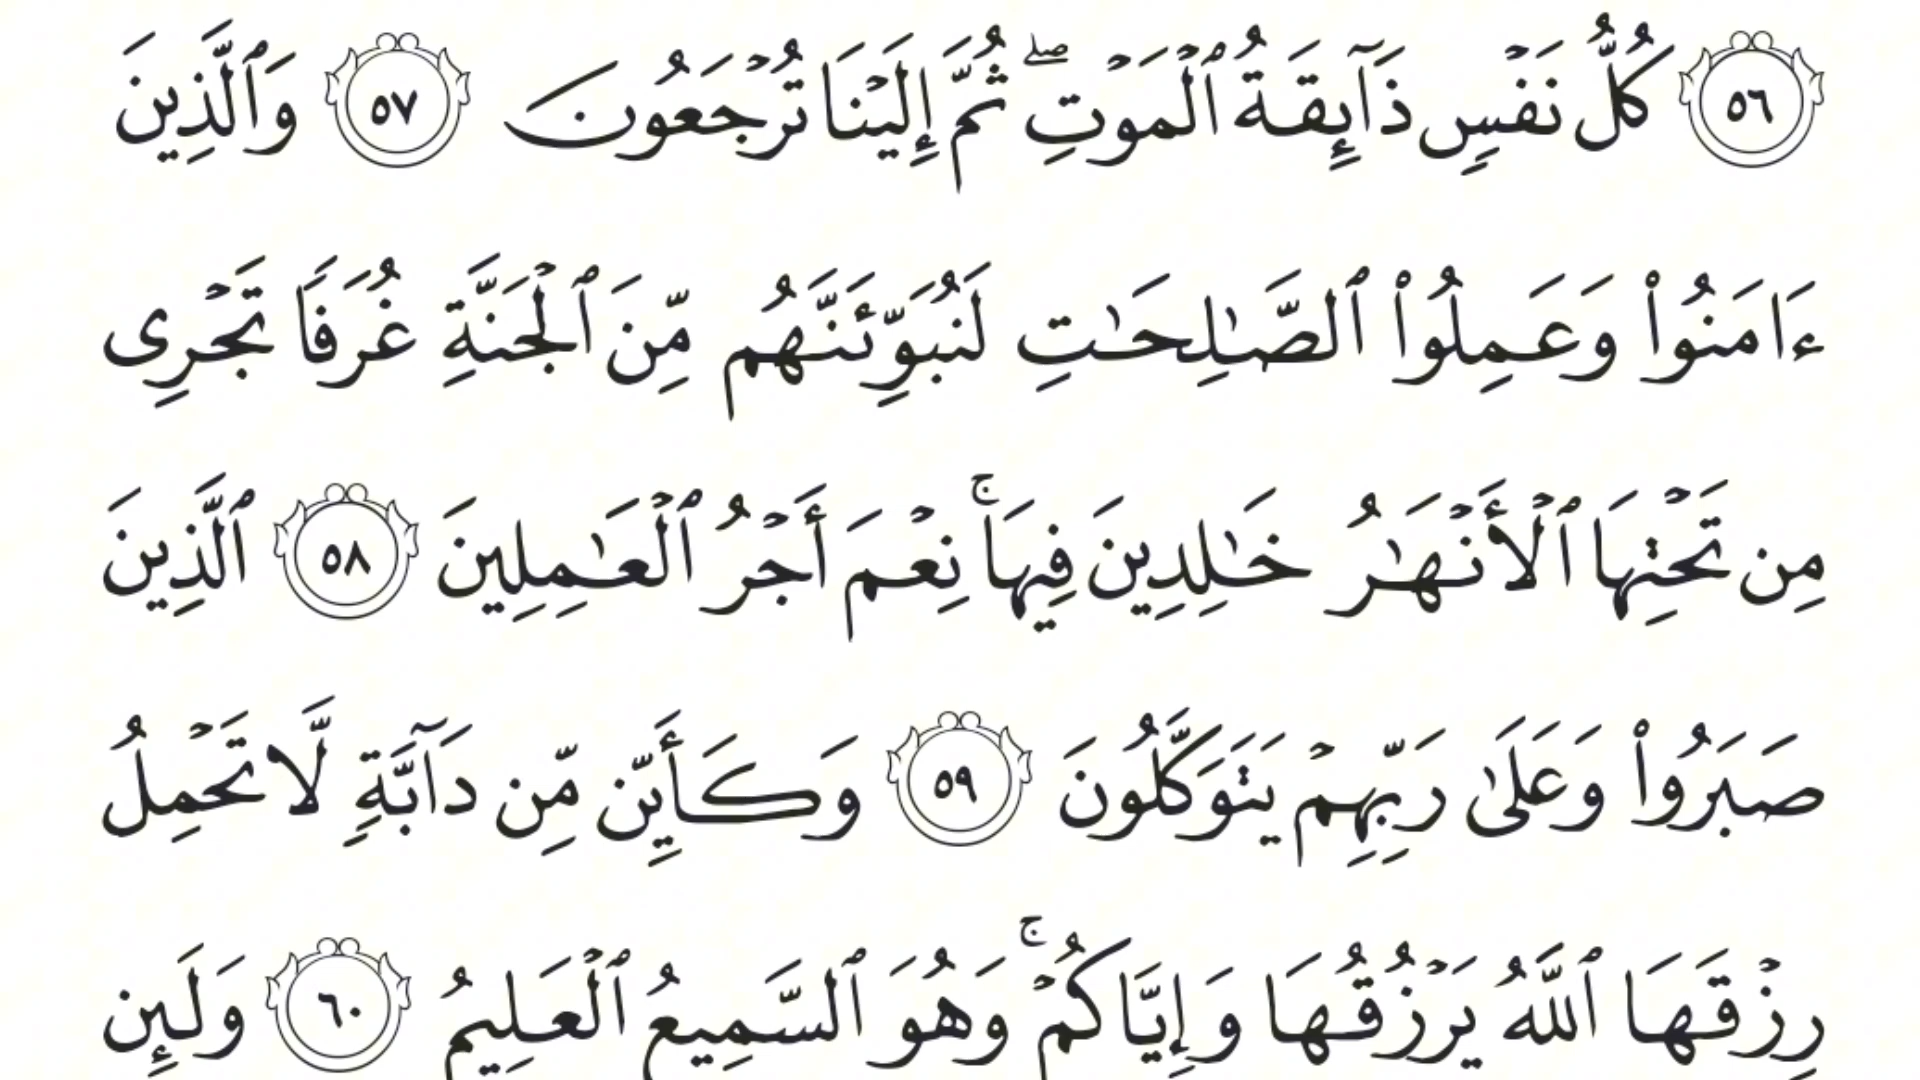 ٥٦ كُلُّ نَفْسٍ ذَآئِقَةُ ٱلْمَوْتِ ۖ ثُمَّ إِلَيْنَا تُرْجَعُونَ ٥٧ وَٱلَّذِينَ
ءَامَنُوا۟ وَعَمِلُوا۟ ٱلصَّـٰلِحَـٰتِ لَنُبَوِّئَنَّهُم مِّنَ ٱلْجَنَّةِ غُرَفًا تَجْرِى
مِن تَحْتِهَا ٱلْأَنْهَـٰرُ خَـٰلِدِينَ فِيهَا ۚ نِعْمَ أَجْرُ ٱلْعَـٰمِلِينَ ٥٨ ٱلَّذِينَ
صَبَرُوا۟ وَعَلَىٰ رَبِّهِمْ يَتَوَكَّلُونَ ٥٩ وَكَأَيِّن مِّن دَآبَّةٍ لَّا تَحْمِلُ
رِزْقَهَا ٱللَّهُ يَرْزُقُهَا وَإِيَّاكُمْ ۚ وَهُوَ ٱلسَّمِيعُ ٱلْعَلِيمُ ٦٠ وَلَئِن